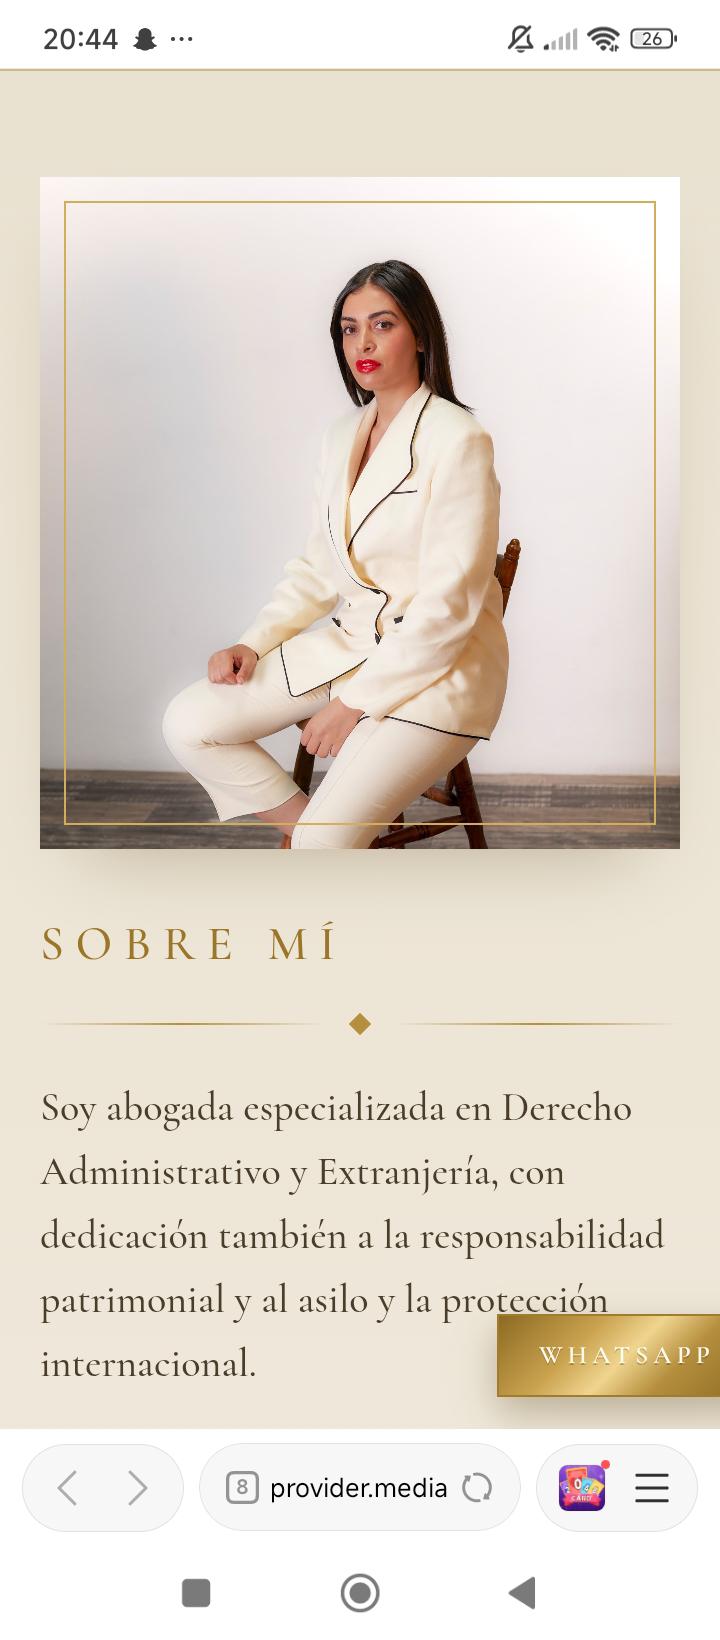 20:44
26
SOBRE MÍ
Soy abogada especializada en Derecho
Administrativo y Extranjería, con
dedicación también a la responsabilidad
patrimonial y al asilo y la protección
internacional.
WHATSAPP
8 provider.media